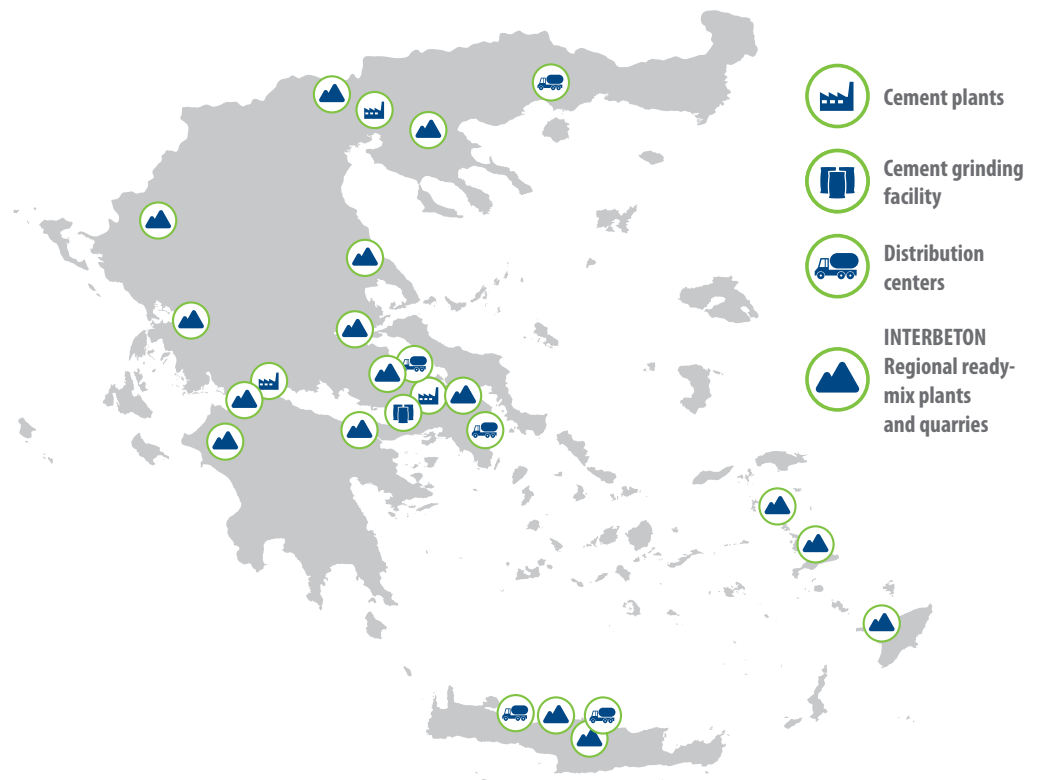 Cement plants
Cement grinding
facility
Distribution
centers
INTERBETON
Regional ready-
mix plants
and quarries